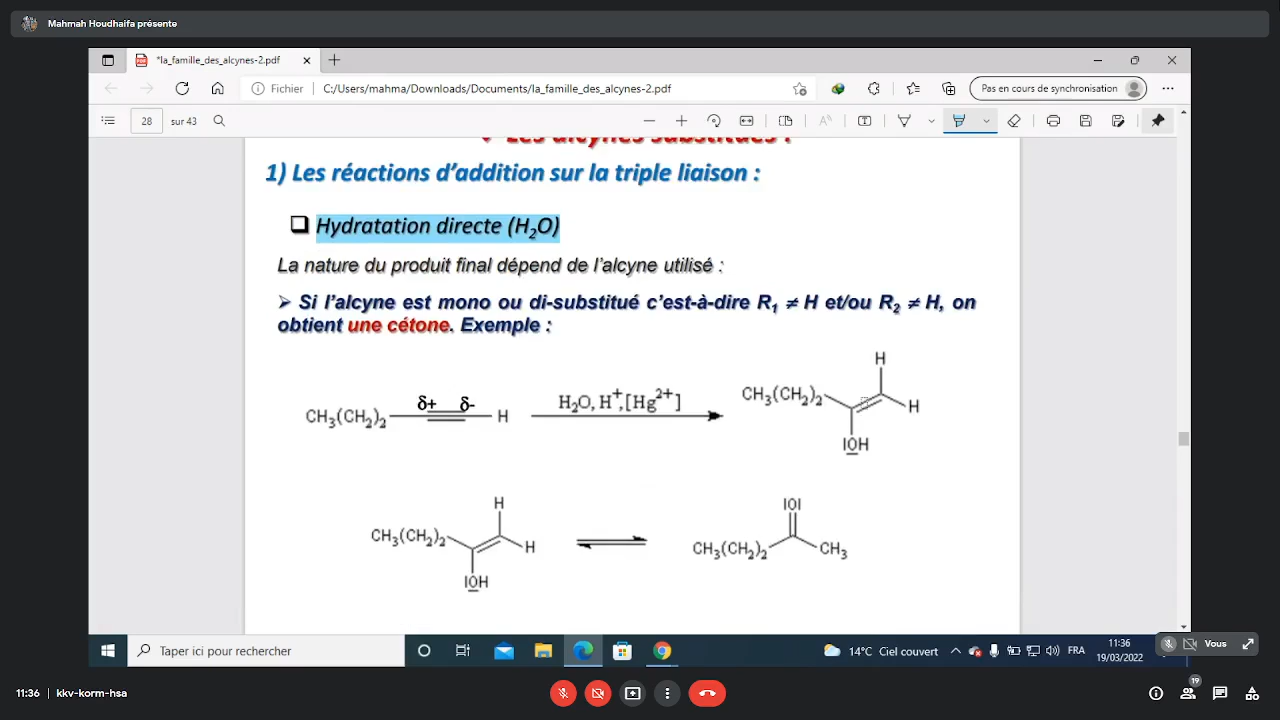 Mahmah Houdhaifa présente
*la_famille_des_alcynes-2.pdf
Fichier C:/Users/mahma/Downloads/Documents/la_famille_des_alcynes-2.pdf
Pas en cours de synchronisation
28 sur 43
Les alcynes substitués :
1) Les réactions d’addition sur la triple liaison :
❑ Hydratation directe (H₂O)
La nature du produit final dépend de l’alcyne utilisé :
➢ Si l’alcyne est mono ou di-substitué c’est-à-dire R₁ ≠ H et/ou R₂ ≠ H, on
obtient une cétone. Exemple :
CH₃(CH₂)₂ δ+ δ- H
H₂O, H⁺,[Hg²⁺]
CH₃(CH₂)₂ H H IOH
CH₃(CH₂)₂ H H IOH
IOI CH₃(CH₂)₂ CH₃
Taper ici pour rechercher
14°C Ciel couvert
FRA
11:36
19/03/2022
Vous
11:36 kkv-korm-hsa
19